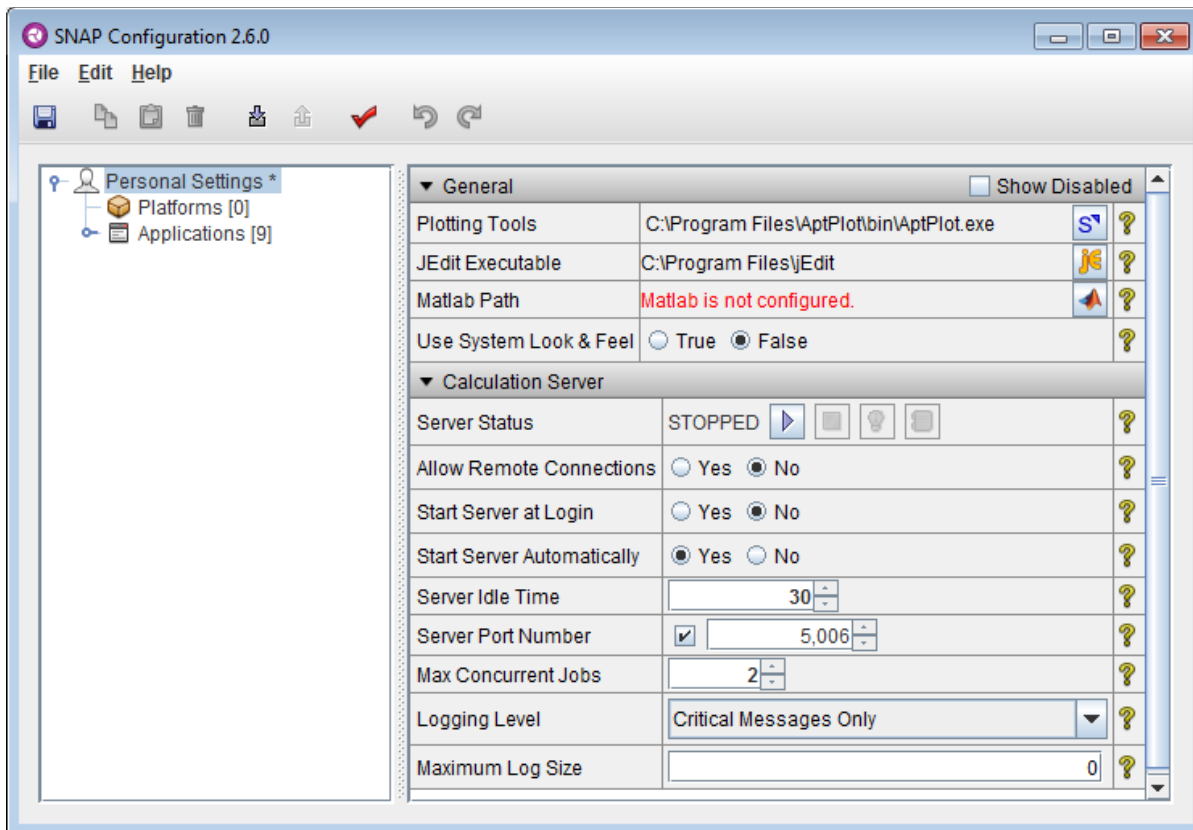 SNAP Configuration 2.6.0
File Edit Help
Personal Settings *
Platforms [0]
Applications [9]
General Show Disabled
Plotting Tools C:\Program Files\AptPlot\bin\AptPlot.exe
JEdit Executable C:\Program Files\jEdit
Matlab Path Matlab is not configured.
Use System Look & Feel True False
Calculation Server
Server Status STOPPED
Allow Remote Connections Yes No
Start Server at Login Yes No
Start Server Automatically Yes No
Server Idle Time 30
Server Port Number 5,006
Max Concurrent Jobs 2
Logging Level Critical Messages Only
Maximum Log Size 0